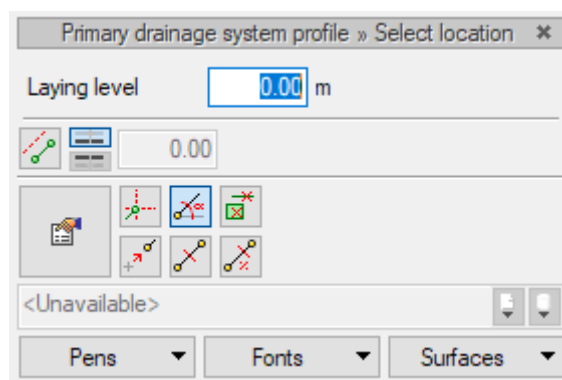 Primary drainage system profile » Select location
Laying level 0.00 m
0.00
<Unavailable>
Pens Fonts Surfaces